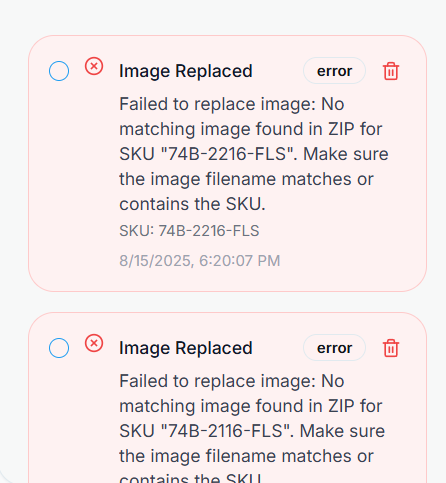 Image Replaced error
Failed to replace image: No
matching image found in ZIP for
SKU "74B-2216-FLS". Make sure
the image filename matches or
contains the SKU.
SKU: 74B-2216-FLS
8/15/2025, 6:20:07 PM
Image Replaced error
Failed to replace image: No
matching image found in ZIP for
SKU "74B-2116-FLS". Make sure
the image filename matches or
contains the SKU